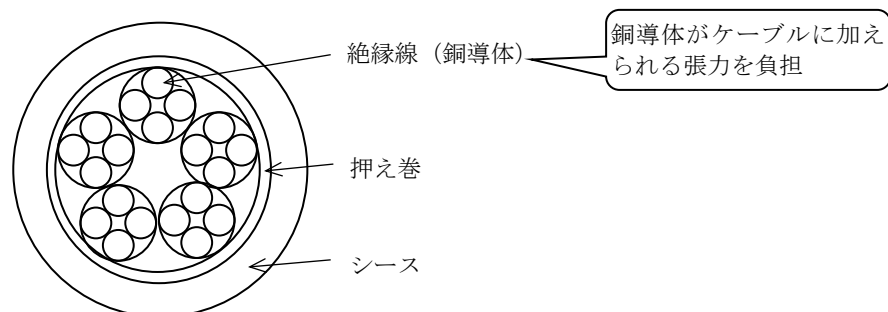 絶縁線（銅導体）
銅導体がケーブルに加え
られる張力を負担
押え巻
シース